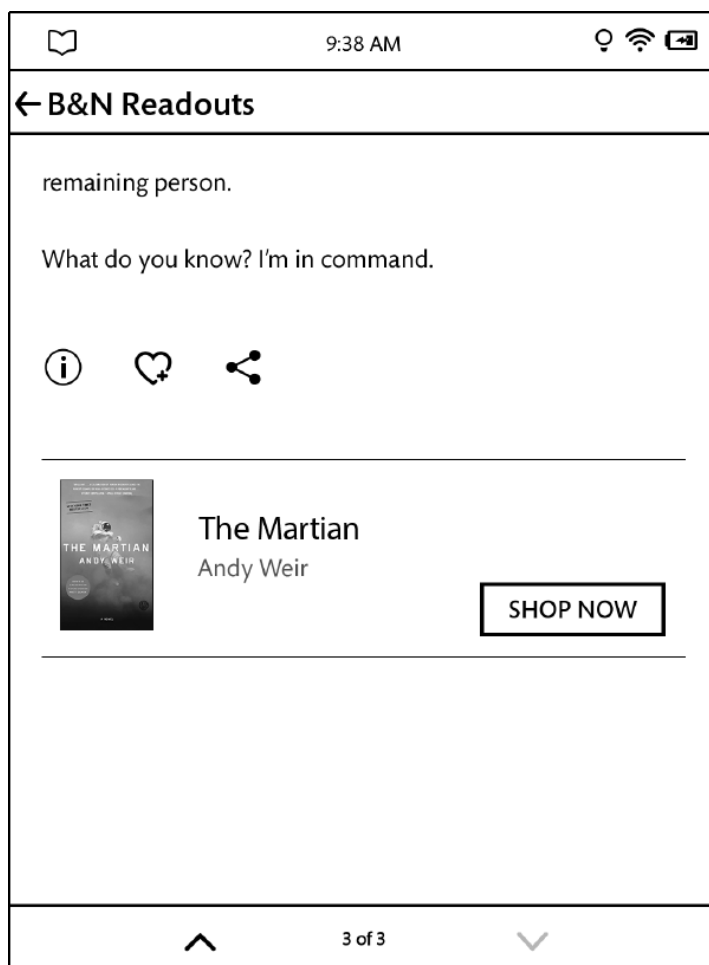 9:38 AM
B&N Readouts
remaining person.
What do you know? I'm in command.
The Martian
Andy Weir
THE MARTIAN
ANDY WEIR
SHOP NOW
3 of 3